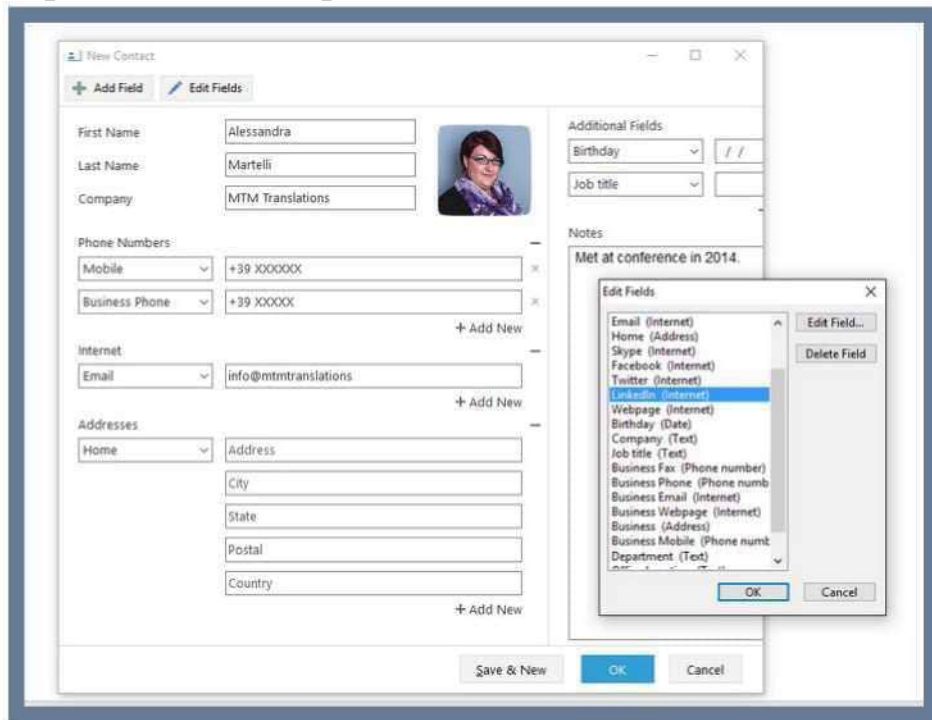 New Contact
Add Field
Edit Fields
First Name
Alessandra
Last Name
Martelli
Company
MTM Translations
Phone Numbers
Mobile
+39 XXXXXX
Business Phone
+39 XXXXX
+ Add New
Internet
Email
info@mtmtranslations
+ Add New
Addresses
Home
Address
City
State
Postal
Country
+ Add New
Additional Fields
Birthday
/ /
Job title
Notes
Met at conference in 2014.
Edit Fields
Email (Internet)
Home (Address)
Skype (Internet)
Facebook (Internet)
Twitter (Internet)
LinkedIn (Internet)
Webpage (Internet)
Birthday (Date)
Company (Text)
Job title (Text)
Business Fax (Phone number)
Business Phone (Phone numb
Business Email (Internet)
Business Webpage (Internet)
Business (Address)
Business Mobile (Phone numb
Department (Text)
Edit Field...
Delete Field
OK
Cancel
Save & New
OK
Cancel